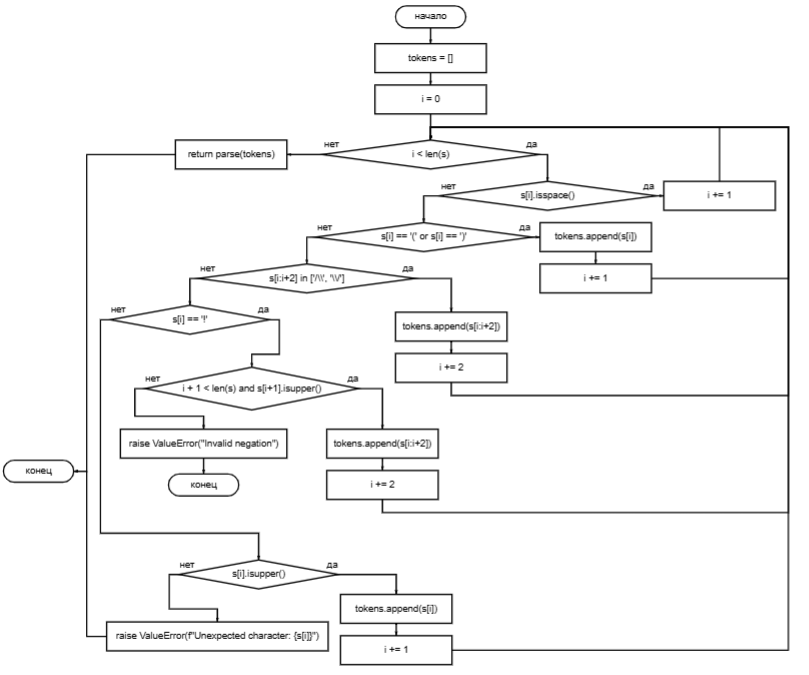 начало
tokens = []
i = 0
нет
да
return parse(tokens)
i < len(s)
нет
да
s[i].isspace()
i += 1
нет
да
s[i] == '(' or s[i] == ')'
tokens.append(s[i])
нет
да
s[i:i+2] in ['/\\', '\\/']
i += 1
нет
да
s[i] == '!'
tokens.append(s[i:i+2])
i += 2
нет
да
i + 1 < len(s) and s[i+1].isupper()
raise ValueError("Invalid negation")
tokens.append(s[i:i+2])
конец
конец
i += 2
нет
да
s[i].isupper()
tokens.append(s[i])
raise ValueError(f"Unexpected character: {s[i]}")
i += 1